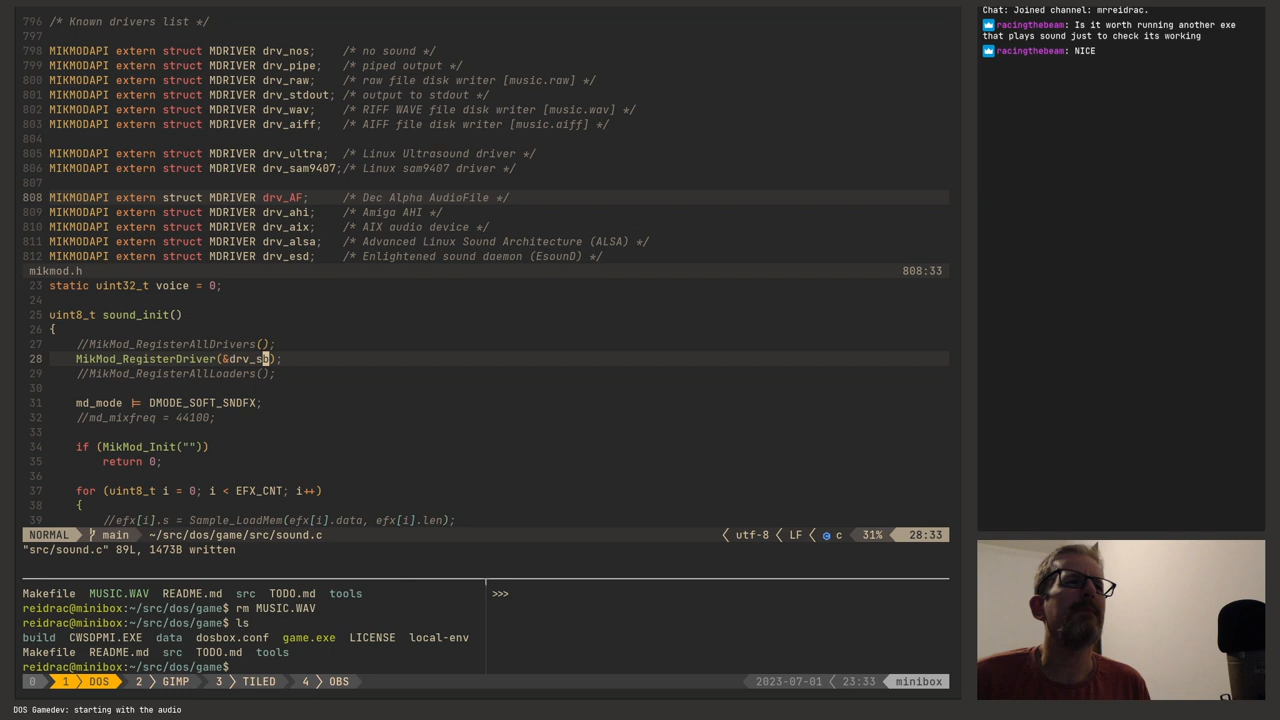 796 /* Known drivers list */
797
798 MIKMODAPI extern struct MDRIVER drv_nos;    /* no sound */
799 MIKMODAPI extern struct MDRIVER drv_pipe;   /* piped output */
800 MIKMODAPI extern struct MDRIVER drv_raw;    /* raw file disk writer [music.raw] */
801 MIKMODAPI extern struct MDRIVER drv_stdout; /* output to stdout */
802 MIKMODAPI extern struct MDRIVER drv_wav;    /* RIFF WAVE file disk writer [music.wav] */
803 MIKMODAPI extern struct MDRIVER drv_aiff;   /* AIFF file disk writer [music.aiff] */
804
805 MIKMODAPI extern struct MDRIVER drv_ultra;  /* Linux Ultrasound driver */
806 MIKMODAPI extern struct MDRIVER drv_sam9407;/* Linux sam9407 driver */
807
808 MIKMODAPI extern struct MDRIVER drv_AF;     /* Dec Alpha AudioFile */
809 MIKMODAPI extern struct MDRIVER drv_ahi;    /* Amiga AHI */
810 MIKMODAPI extern struct MDRIVER drv_aix;    /* AIX audio device */
811 MIKMODAPI extern struct MDRIVER drv_alsa;   /* Advanced Linux Sound Architecture (ALSA) */
812 MIKMODAPI extern struct MDRIVER drv_esd;    /* Enlightened sound daemon (EsounD) */
mikmod.h 808:33
23 static uint32_t voice = 0;
24
25 uint8_t sound_init()
26 {
27     //MikMod_RegisterAllDrivers();
28     MikMod_RegisterDriver(&drv_sb);
29     //MikMod_RegisterAllLoaders();
30
31     md_mode |= DMODE_SOFT_SNDFX;
32     //md_mixfreq = 44100;
33
34     if (MikMod_Init(""))
35         return 0;
36
37     for (uint8_t i = 0; i < EFX_CNT; i++)
38     {
39         //efx[i].s = Sample_LoadMem(efx[i].data, efx[i].len);
NORMAL main ~/src/dos/game/src/sound.c utf-8 LF c 31% 28:33
"src/sound.c" 89L, 1473B written
Makefile  MUSIC.WAV  README.md  src  TODO.md  tools
reidrac@minibox:~/src/dos/game$ rm MUSIC.WAV
reidrac@minibox:~/src/dos/game$ ls
build  CWSDPMI.EXE  data  dosbox.conf  game.exe  LICENSE  local-env
Makefile  README.md  src  TODO.md  tools
reidrac@minibox:~/src/dos/game$
>>>
0 1 DOS 2 GIMP 3 TILED 4 OBS 2023-07-01 23:33 minibox
Chat: Joined channel: mrreidrac.
racingthebeam: Is it worth running another exe
that plays sound just to check its working
racingthebeam: NICE
DOS Gamedev: starting with the audio